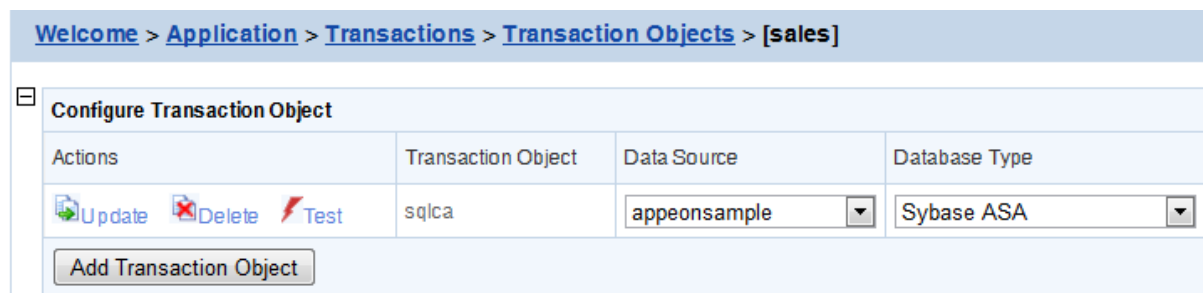 Welcome > Application > Transactions > Transaction Objects > [sales]
Configure Transaction Object
Actions Transaction Object Data Source Database Type
Update Delete Test sqlca appeonsample Sybase ASA
Add Transaction Object